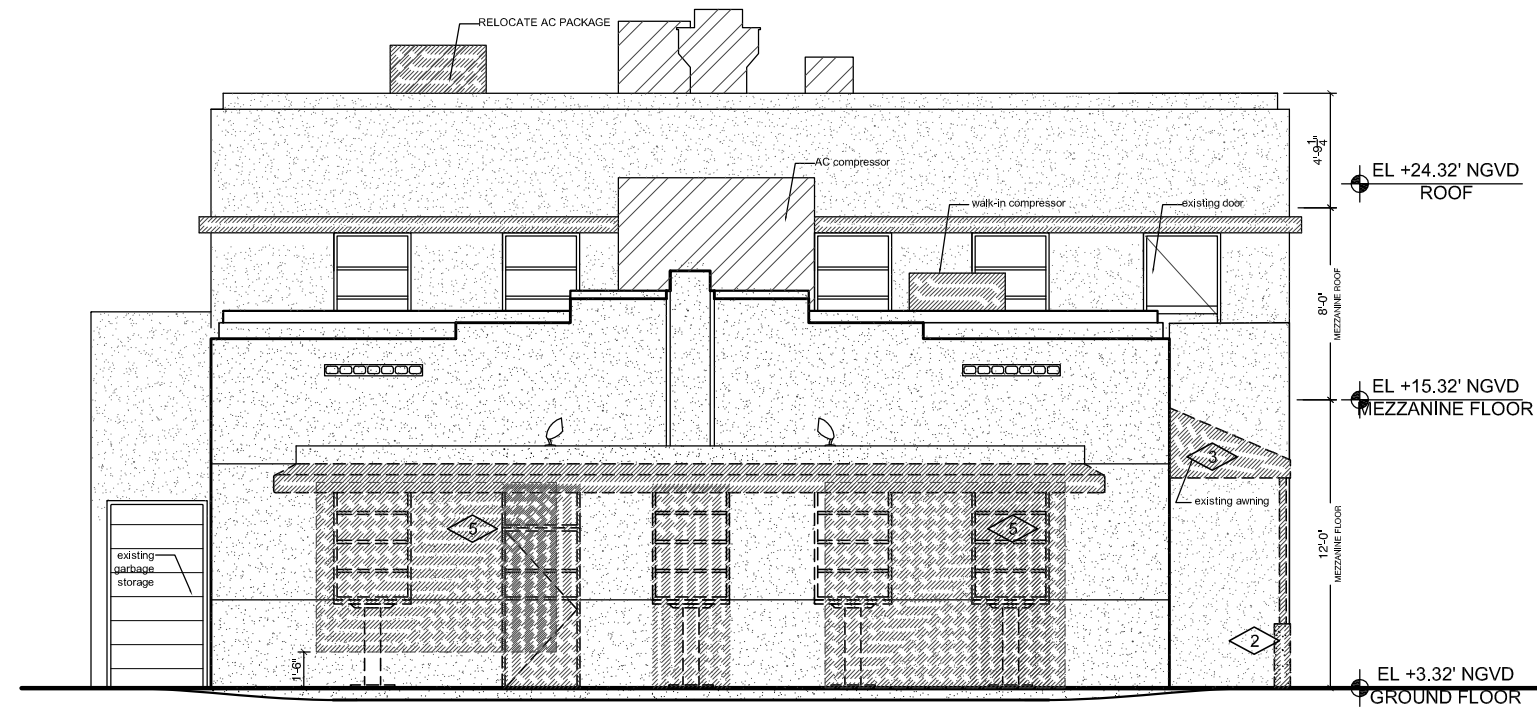 RELOCATE AC PACKAGE
AC compressor
4'-9 1/4"
EL +24.32' NGVD
ROOF
walk-in compressor
existing door
8'-0"
MEZZANINE ROOF
EL +15.32' NGVD
MEZZANINE FLOOR
3
existing awning
5
5
12'-0"
MEZZANINE FLOOR
existing
garbage
storage
2
1'-6"
EL +3.32' NGVD
GROUND FLOOR